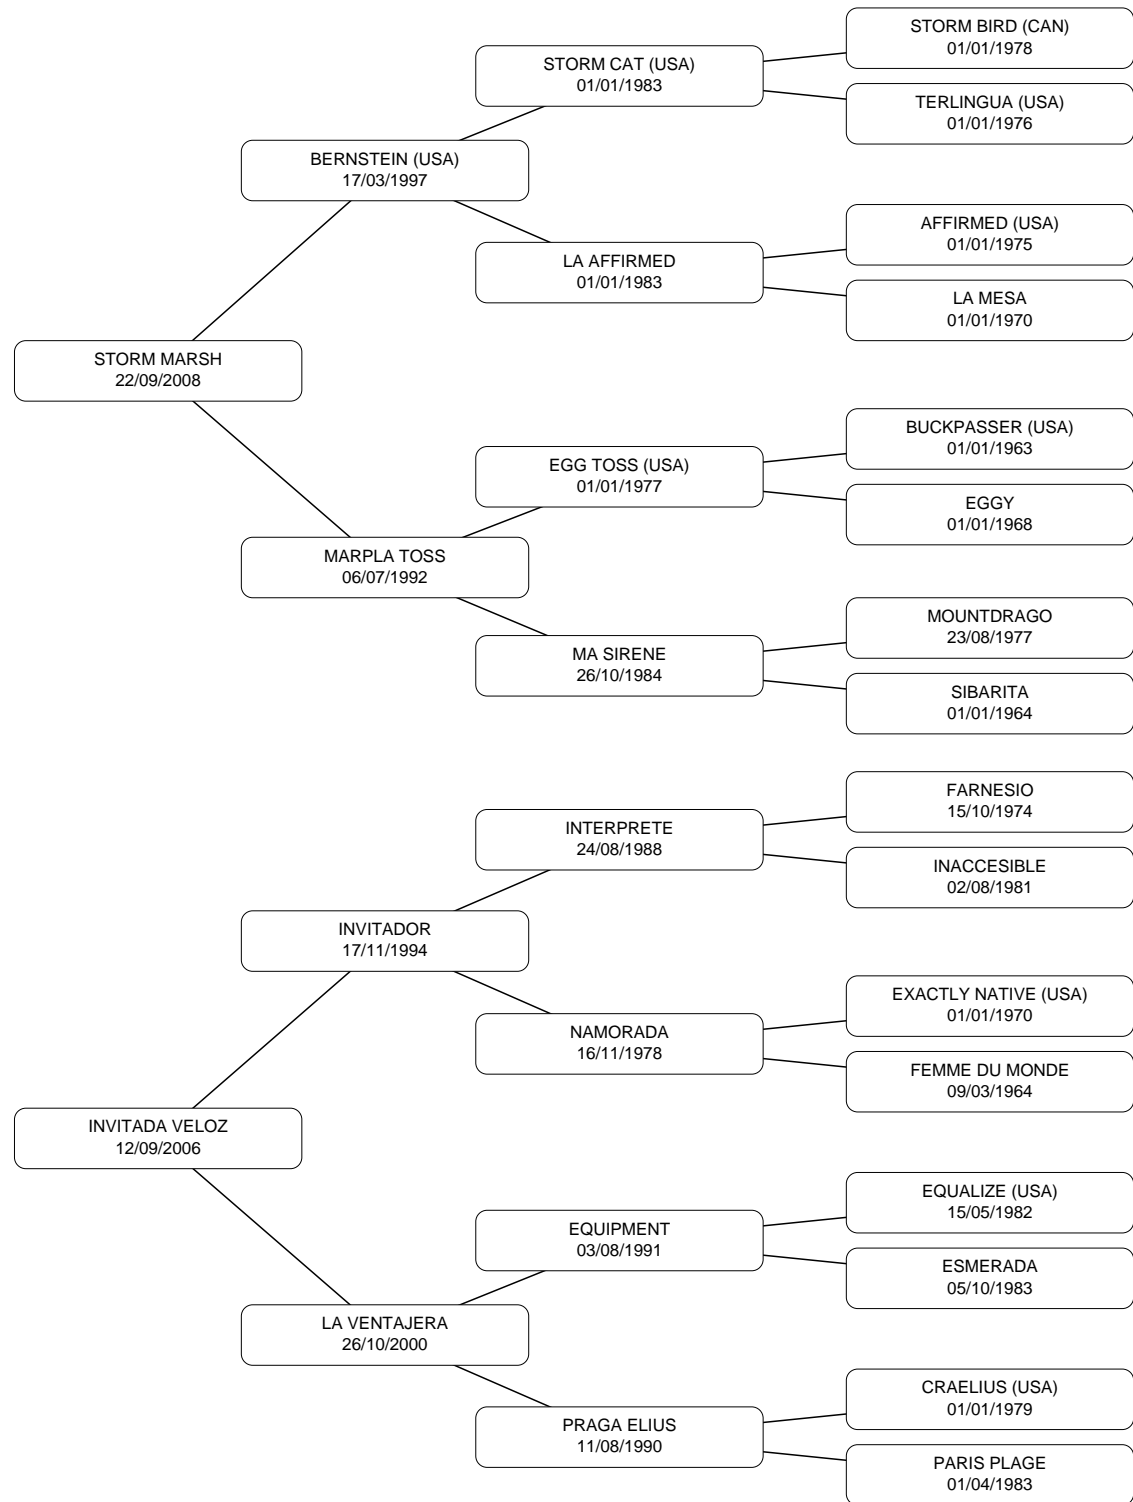 STORM BIRD (CAN)
01/01/1978
STORM CAT (USA)
01/01/1983
TERLINGUA (USA)
01/01/1976
BERNSTEIN (USA)
17/03/1997
AFFIRMED (USA)
01/01/1975
LA AFFIRMED
01/01/1983
LA MESA
01/01/1970
STORM MARSH
22/09/2008
BUCKPASSER (USA)
01/01/1963
EGG TOSS (USA)
01/01/1977
EGGY
01/01/1968
MARPLA TOSS
06/07/1992
MOUNTDRAGO
23/08/1977
MA SIRENE
26/10/1984
SIBARITA
01/01/1964
FARNESIO
15/10/1974
INTERPRETE
24/08/1988
INACCESIBLE
02/08/1981
INVITADOR
17/11/1994
EXACTLY NATIVE (USA)
01/01/1970
NAMORADA
16/11/1978
FEMME DU MONDE
09/03/1964
INVITADA VELOZ
12/09/2006
EQUALIZE (USA)
15/05/1982
EQUIPMENT
03/08/1991
ESMERADA
05/10/1983
LA VENTAJERA
26/10/2000
CRAELIUS (USA)
01/01/1979
PRAGA ELIUS
11/08/1990
PARIS PLAGE
01/04/1983